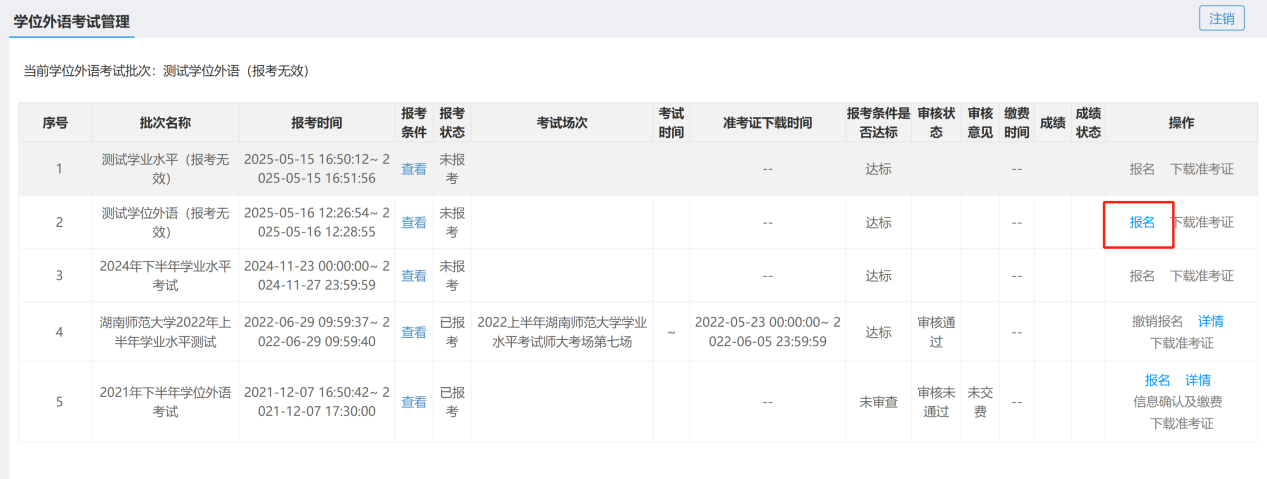 学位外语考试管理
注销
当前学位外语考试批次：测试学位外语（报考无效）
序号 批次名称 报考时间 报考条件 报考状态 考试场次 考试时间 准考证下载时间 报考条件是否达标 审核状态 审核意见 缴费时间 成绩 成绩状态 操作
1 测试学业水平（报考无效） 2025-05-15 16:50:12~ 2025-05-15 16:51:56 查看 未报考 -- 达标 -- 报名 下载准考证
2 测试学位外语（报考无效） 2025-05-16 12:26:54~ 2025-05-16 12:28:55 查看 未报考 -- 达标 -- 报名 下载准考证
3 2024年下半年学业水平考试 2024-11-23 00:00:00~ 2024-11-27 23:59:59 查看 未报考 -- 达标 -- 报名 下载准考证
4 湖南师范大学2022年上半年学业水平测试 2022-06-29 09:59:37~ 2022-06-29 09:59:40 查看 已报考 2022上半年湖南师范大学学业水平考试师大考场第七场 ~ 2022-05-23 00:00:00~ 2022-06-05 23:59:59 达标 审核通过 -- 撤销报名 详情 下载准考证
5 2021年下半年学位外语考试 2021-12-07 16:50:42~ 2021-12-07 17:30:00 查看 已报考 -- 未审查 审核未通过 未交费 -- 报名 详情 信息确认及缴费 下载准考证